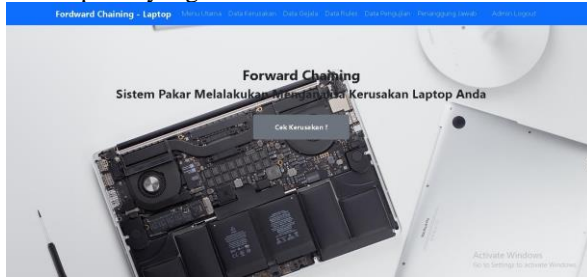 Fordward Chaining - Laptop Menu Utama Data Kerusakan Data Gejala Data Rules Data Pengujian Penanggung Jawab Admin Logout
Forward Chaining
Sistem Pakar Melalakukan Menganalisa Kerusakan Laptop Anda
Cek Kerusakan ?
Activate Windows
Go to Settings to activate Windows.